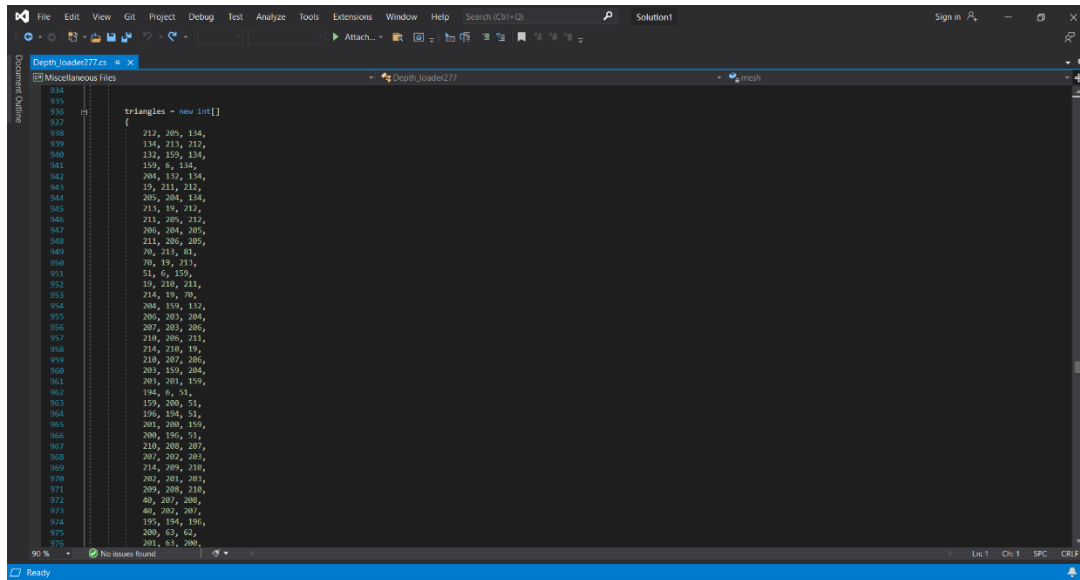 File Edit View Git Project Debug Test Analyze Tools Extensions Window Help Search (Ctrl+Q) Solution1 Sign in
Attach...
Document Outline
Depth_loader277.cs
Miscellaneous Files Depth_loader277 mesh
934
935
936 triangles = new int[]
937 {
938 212, 205, 134,
939 134, 213, 212,
940 132, 159, 134,
941 159, 6, 134,
942 204, 132, 134,
943 19, 211, 212,
944 205, 204, 134,
945 213, 19, 212,
946 211, 205, 212,
947 206, 204, 205,
948 211, 206, 205,
949 70, 213, 81,
950 70, 19, 213,
951 51, 6, 159,
952 19, 210, 211,
953 214, 19, 70,
954 204, 159, 132,
955 206, 203, 204,
956 207, 203, 206,
957 210, 206, 211,
958 214, 210, 19,
959 210, 207, 206,
960 203, 159, 204,
961 203, 201, 159,
962 194, 6, 51,
963 159, 200, 51,
964 196, 194, 51,
965 201, 200, 159,
966 200, 196, 51,
967 210, 208, 207,
968 207, 202, 203,
969 214, 209, 210,
970 202, 201, 203,
971 209, 208, 210,
972 40, 207, 208,
973 40, 202, 207,
974 195, 194, 196,
975 200, 63, 62,
976 201, 63, 200,
90 % No issues found Ln: 1 Ch: 1 SPC CRLF
Ready